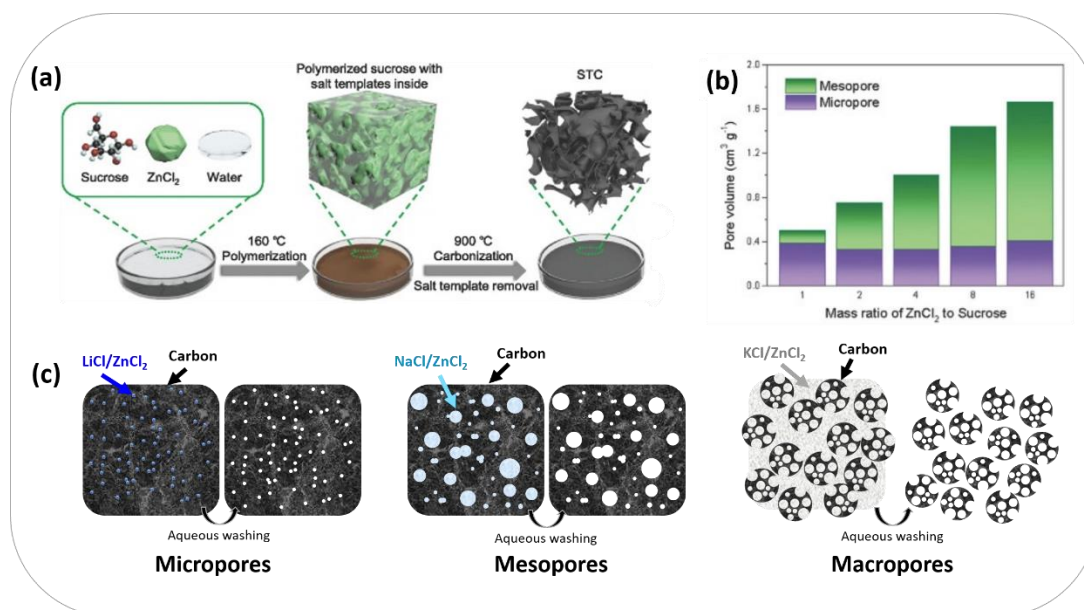 (a)
Polymerized sucrose with
salt templates inside
STC
Sucrose
ZnCl₂
Water
160 ℃
Polymerization
900 ℃
Carbonization
Salt template removal
(b)
Pore volume (cm³ g⁻¹)
2.0
1.6
1.2
0.8
0.4
0.0
Mesopore
Micropore
1 2 4 8 16
Mass ratio of ZnCl₂ to Sucrose
(c)
LiCl/ZnCl₂
Carbon
Aqueous washing
Micropores
NaCl/ZnCl₂
Carbon
Aqueous washing
Mesopores
KCl/ZnCl₂
Carbon
Aqueous washing
Macropores